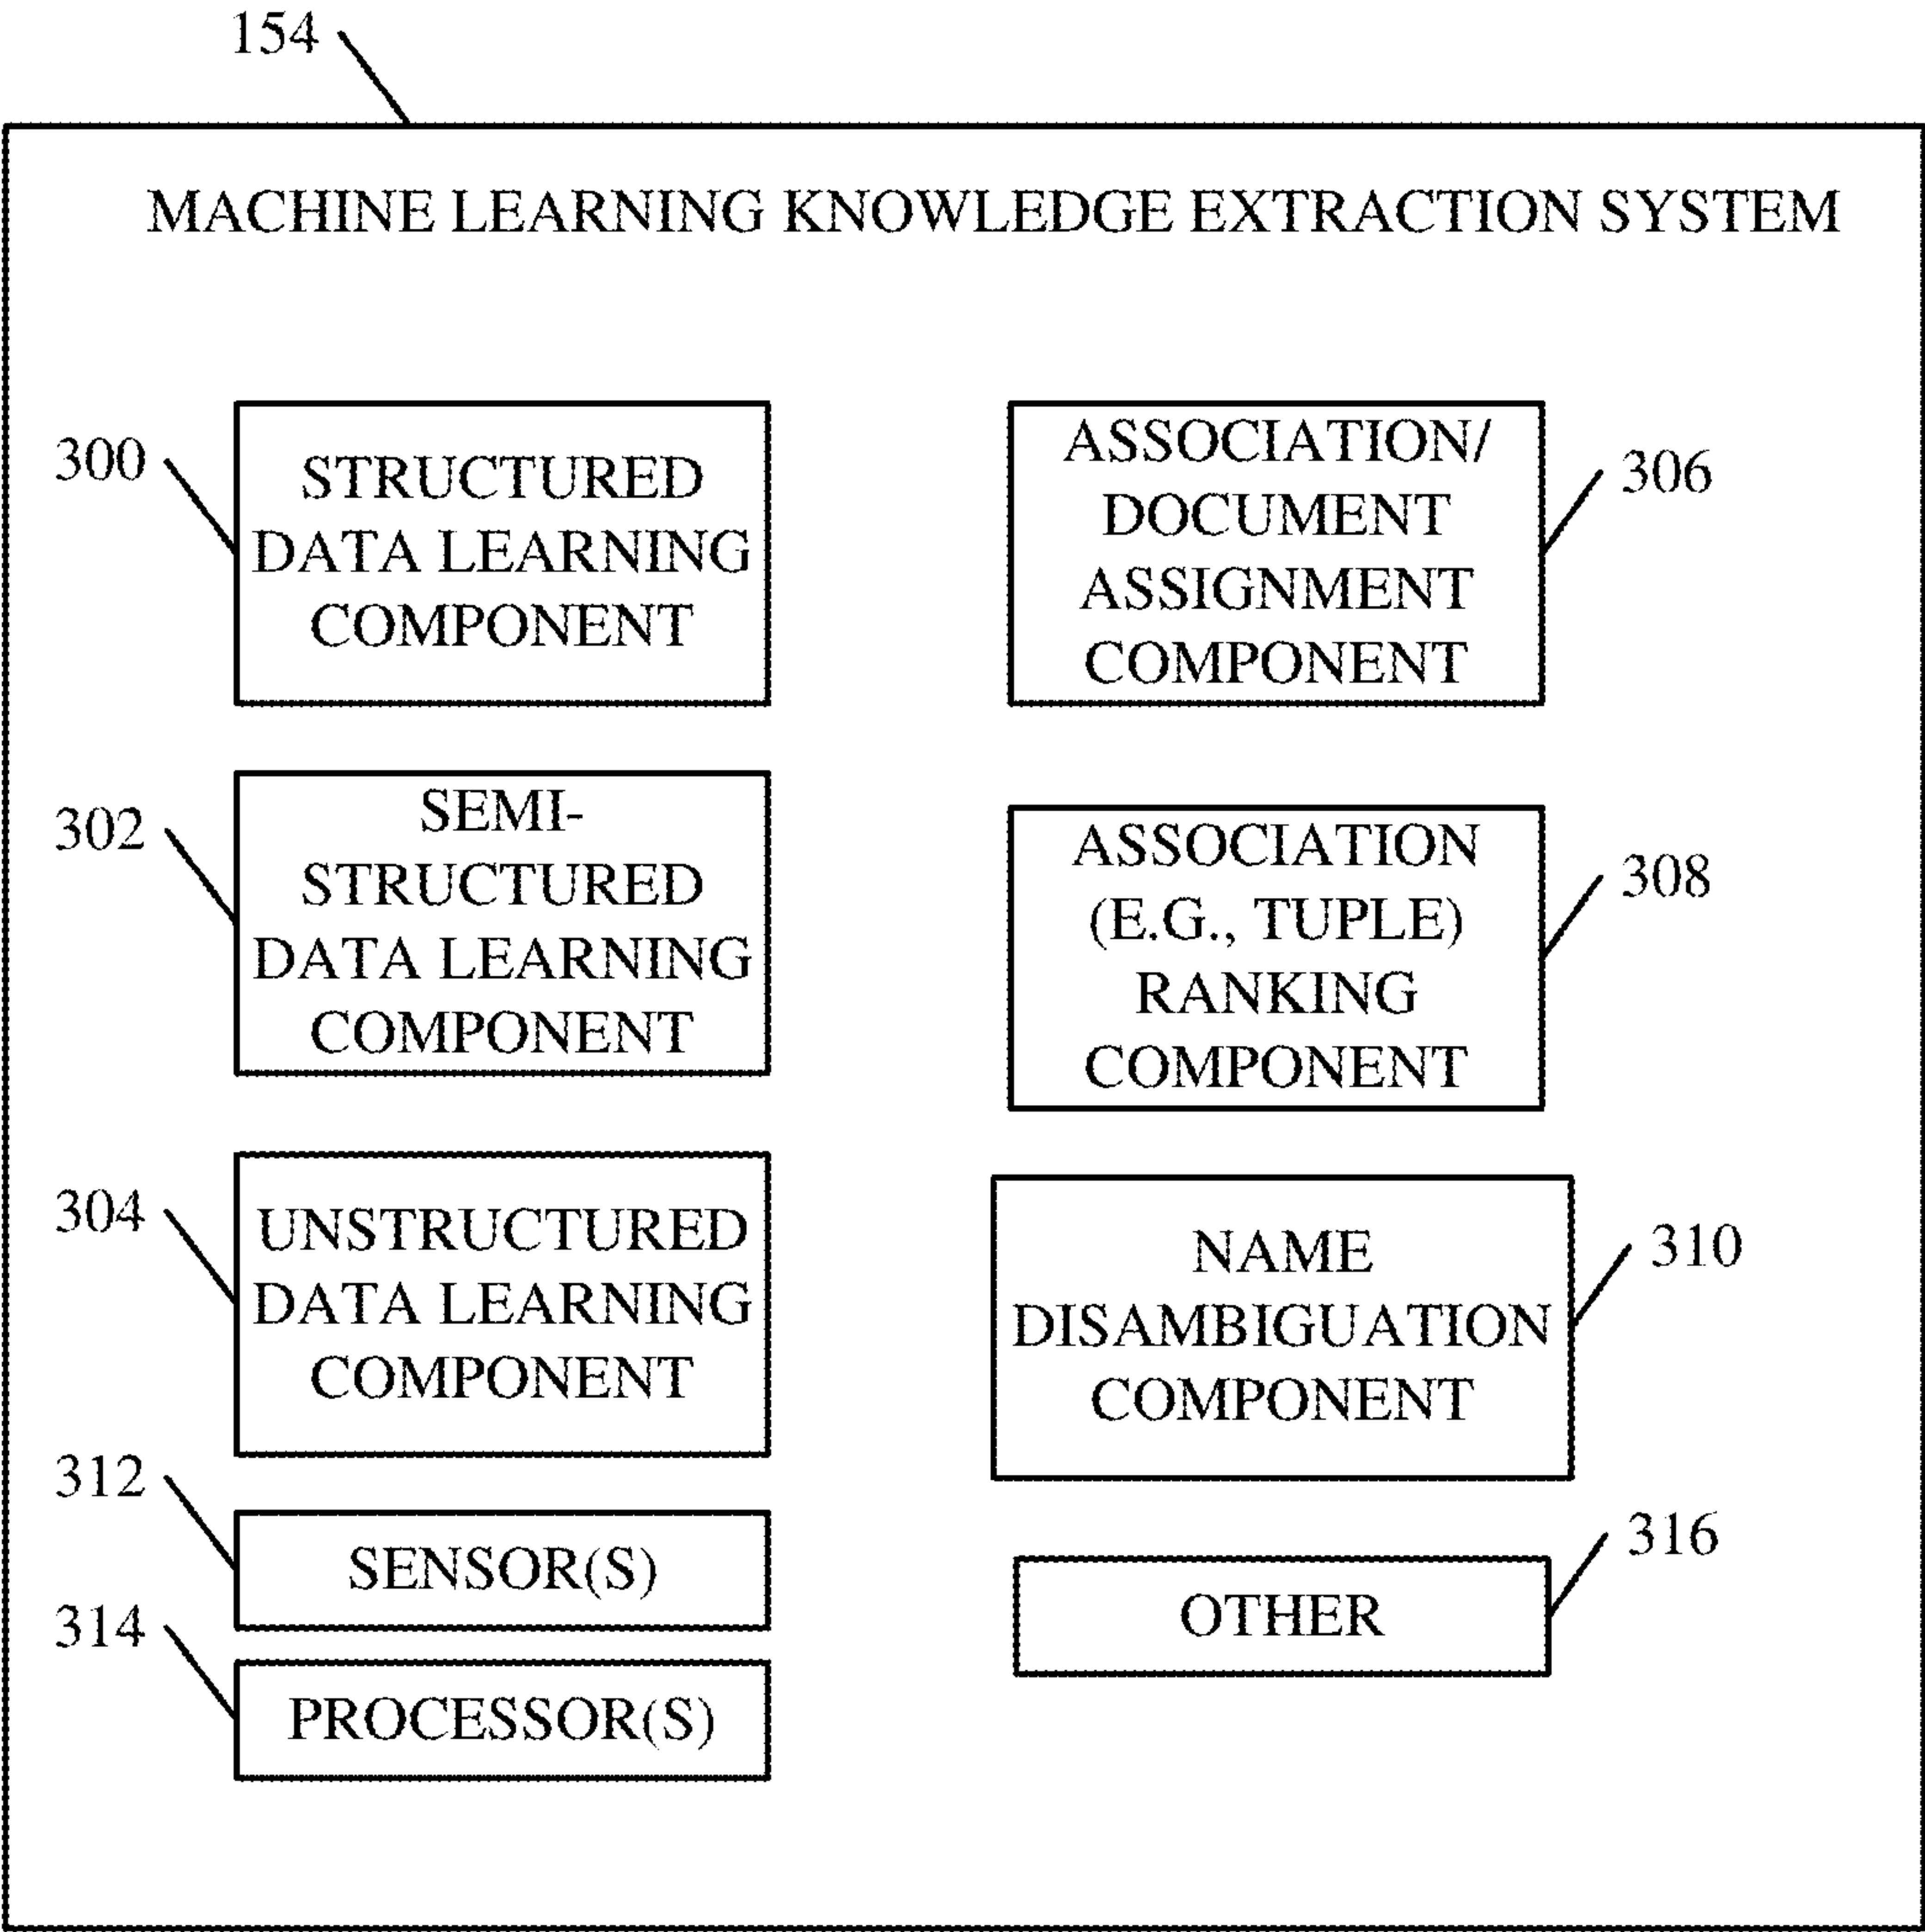 154
MACHINE LEARNING KNOWLEDGE EXTRACTION SYSTEM
300
STRUCTURED
DATA LEARNING
COMPONENT
302
SEMI-
STRUCTURED
DATA LEARNING
COMPONENT
304
UNSTRUCTURED
DATA LEARNING
COMPONENT
312
SENSOR(S)
314
PROCESSOR(S)
ASSOCIATION/
DOCUMENT
ASSIGNMENT
COMPONENT
306
ASSOCIATION
(E.G., TUPLE)
RANKING
COMPONENT
308
NAME
DISAMBIGUATION
COMPONENT
310
OTHER
316